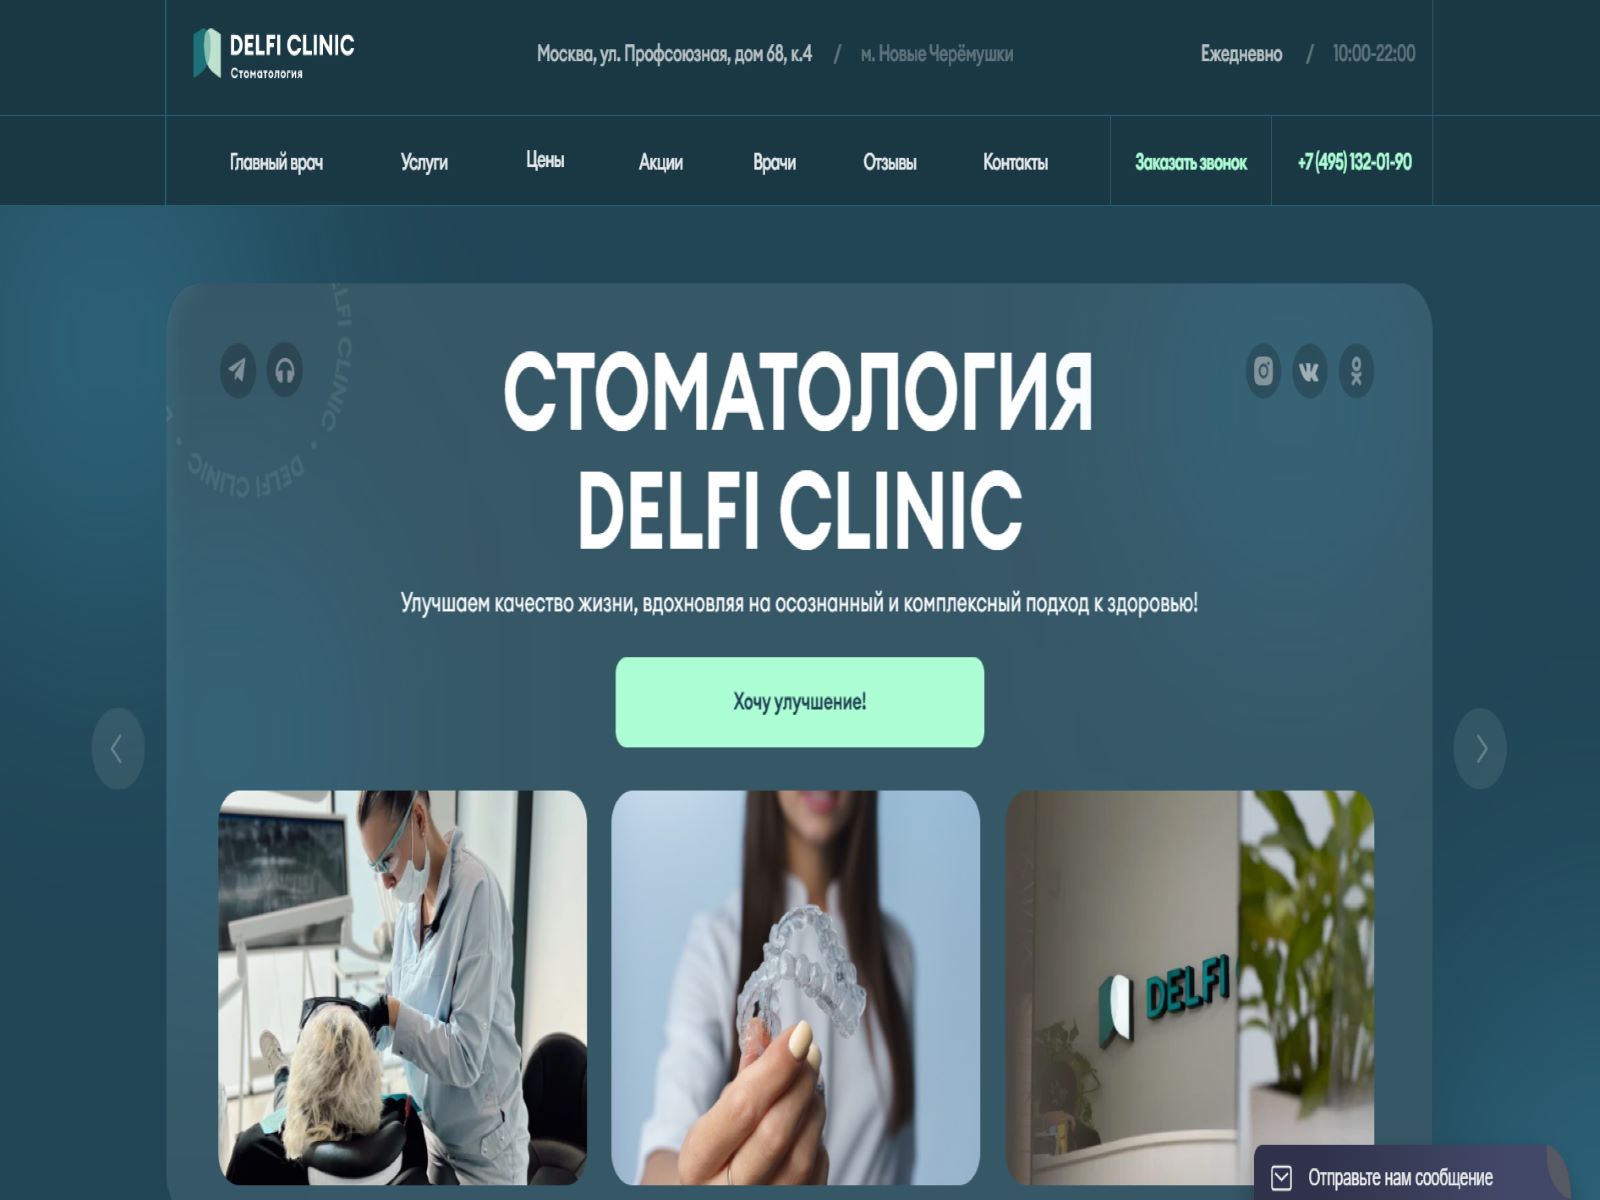 DELFI CLINIC
Стоматология
Москва, ул. Профсоюзная, дом 68, к.4 / м. Новые Черёмушки
Ежедневно / 10:00-22:00
Главный врач
Услуги
Цены
Акции
Врачи
Отзывы
Контакты
Заказать звонок
+7 (495) 132-01-90
DELFI CLINIC • DELFI CLINIC •
СТОМАТОЛОГИЯ
DELFI CLINIC
Улучшаем качество жизни, вдохновляя на осознанный и комплексный подход к здоровью!
Хочу улучшение!
DELFI
Отправьте нам сообщение